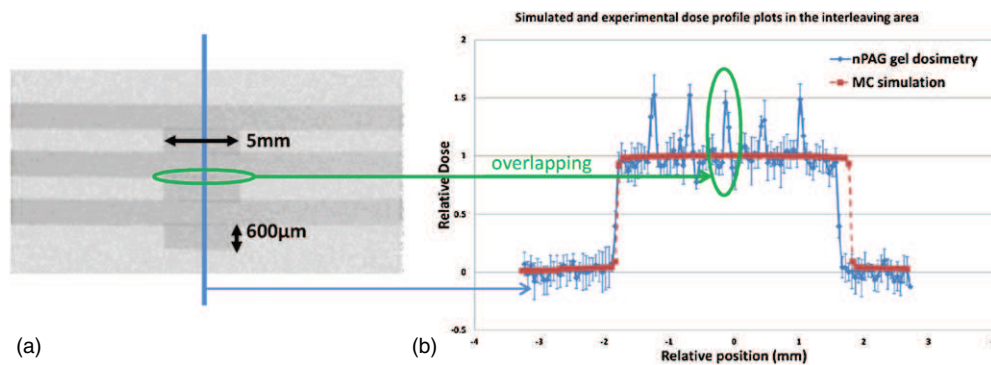 Simulated and experimental dose profile plots in the interleaving area
2
nPAG gel dosimetry
MC simulation
1.5
5mm
overlapping
1
Relative Dose
0.5
600µm
0
-0.5
-4
-3
-2
-1
0
1
2
3
4
Relative position (mm)
(a)
(b)